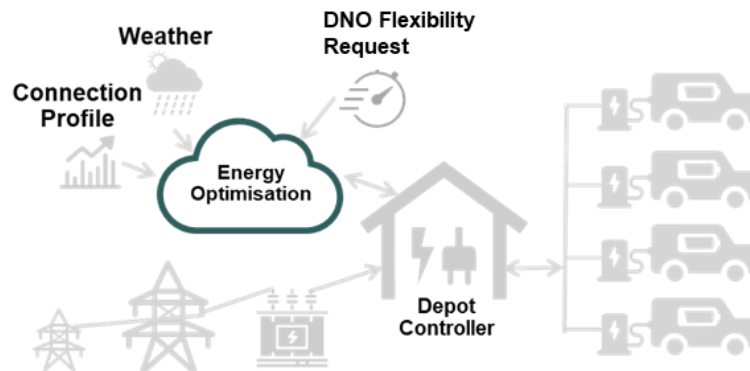 DNO Flexibility
Request
Weather
Connection
Profile
Energy
Optimisation
Depot
Controller